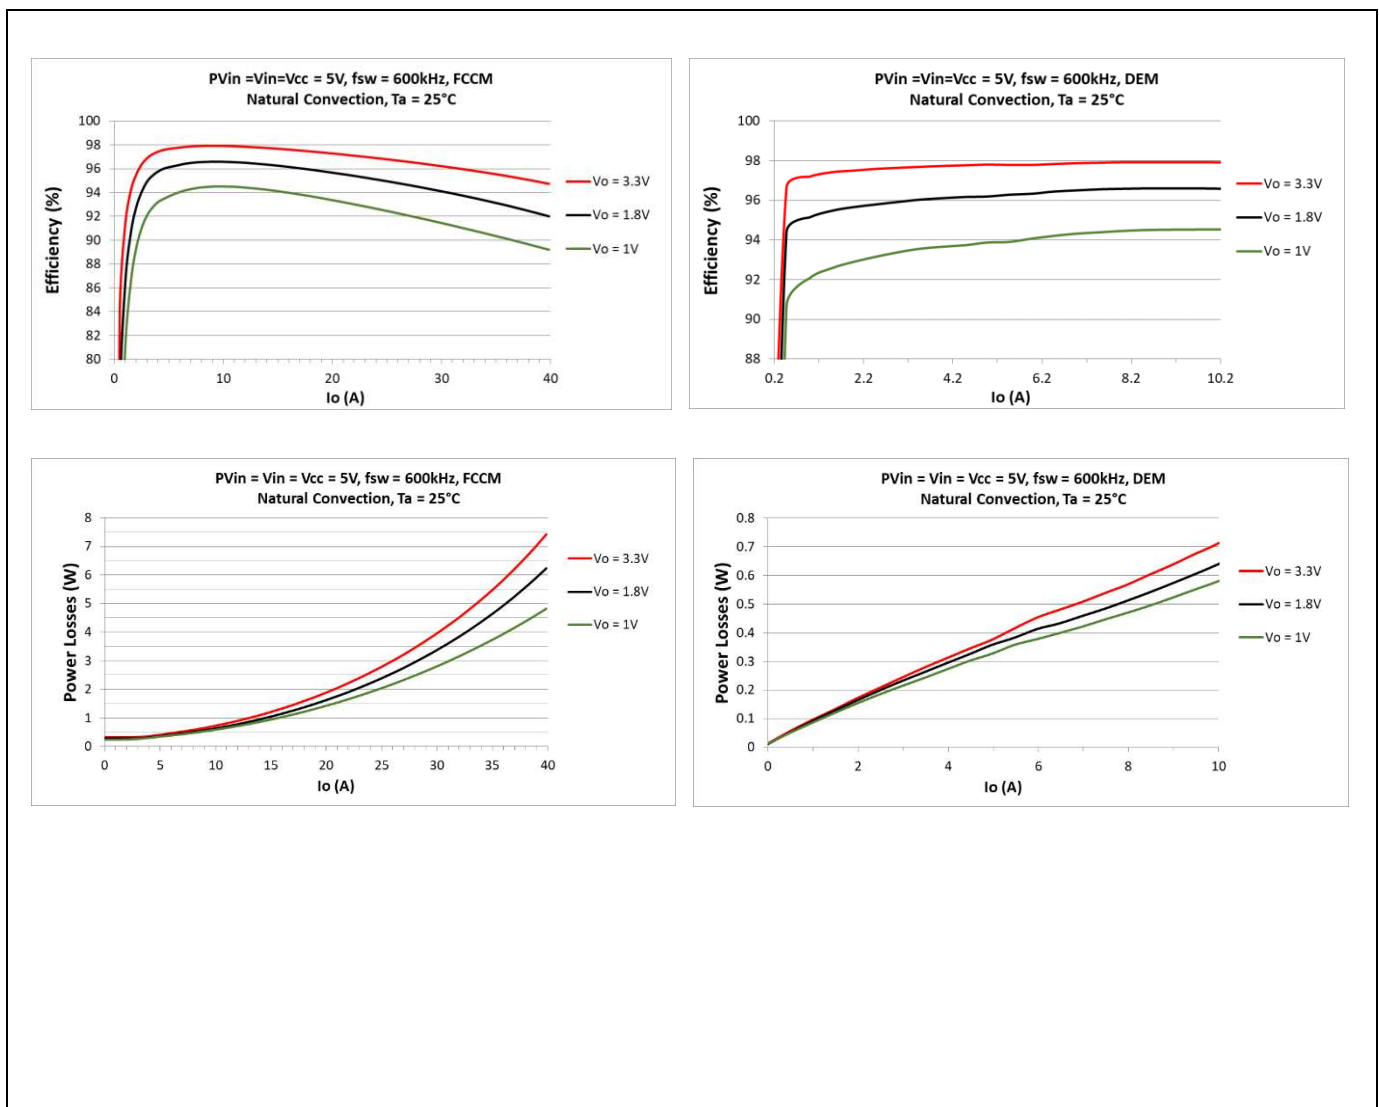 PVin =Vin=Vcc = 5V, fsw = 600kHz, FCCM
Natural Convection, Ta = 25°C
Efficiency (%)
100
98
96
94
92
90
88
86
84
82
80
0 10 20 30 40
Io (A)
Vo = 3.3V
Vo = 1.8V
Vo = 1V
PVin =Vin=Vcc = 5V, fsw = 600kHz, DEM
Natural Convection, Ta = 25°C
Efficiency (%)
100
98
96
94
92
90
88
0.2 2.2 4.2 6.2 8.2 10.2
Io (A)
Vo = 3.3V
Vo = 1.8V
Vo = 1V
PVin = Vin = Vcc = 5V, fsw = 600kHz, FCCM
Natural Convection, Ta = 25°C
Power Losses (W)
8
7
6
5
4
3
2
1
0
0 5 10 15 20 25 30 35 40
Io (A)
Vo = 3.3V
Vo = 1.8V
Vo = 1V
PVin = Vin = Vcc = 5V, fsw = 600kHz, DEM
Natural Convection, Ta = 25°C
Power Losses (W)
0.8
0.7
0.6
0.5
0.4
0.3
0.2
0.1
0
0 2 4 6 8 10
Io (A)
Vo = 3.3V
Vo = 1.8V
Vo = 1V